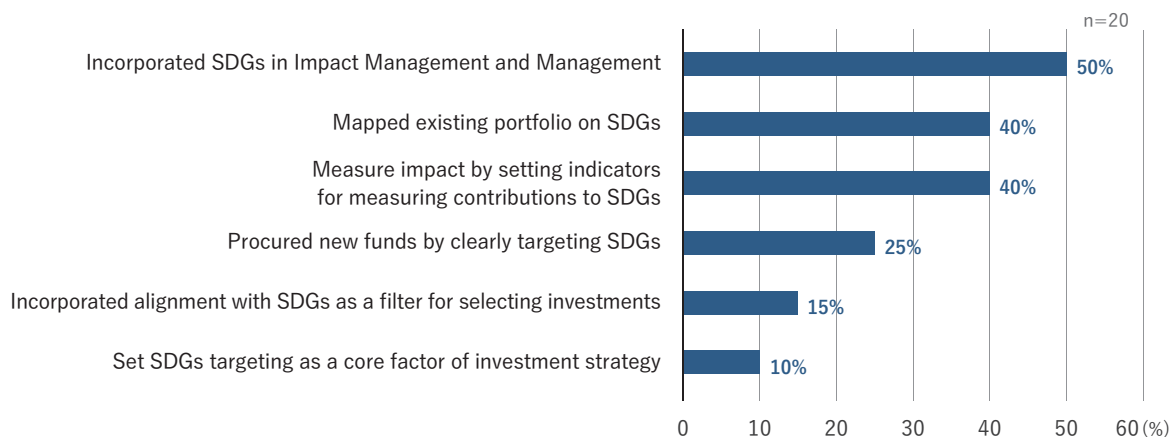 n=20
Incorporated SDGs in Impact Management and Management
50%
Mapped existing portfolio on SDGs
40%
Measure impact by setting indicators
for measuring contributions to SDGs
40%
Procured new funds by clearly targeting SDGs
25%
Incorporated alignment with SDGs as a filter for selecting investments
15%
Set SDGs targeting as a core factor of investment strategy
10%
0 10 20 30 40 50 60 (%)